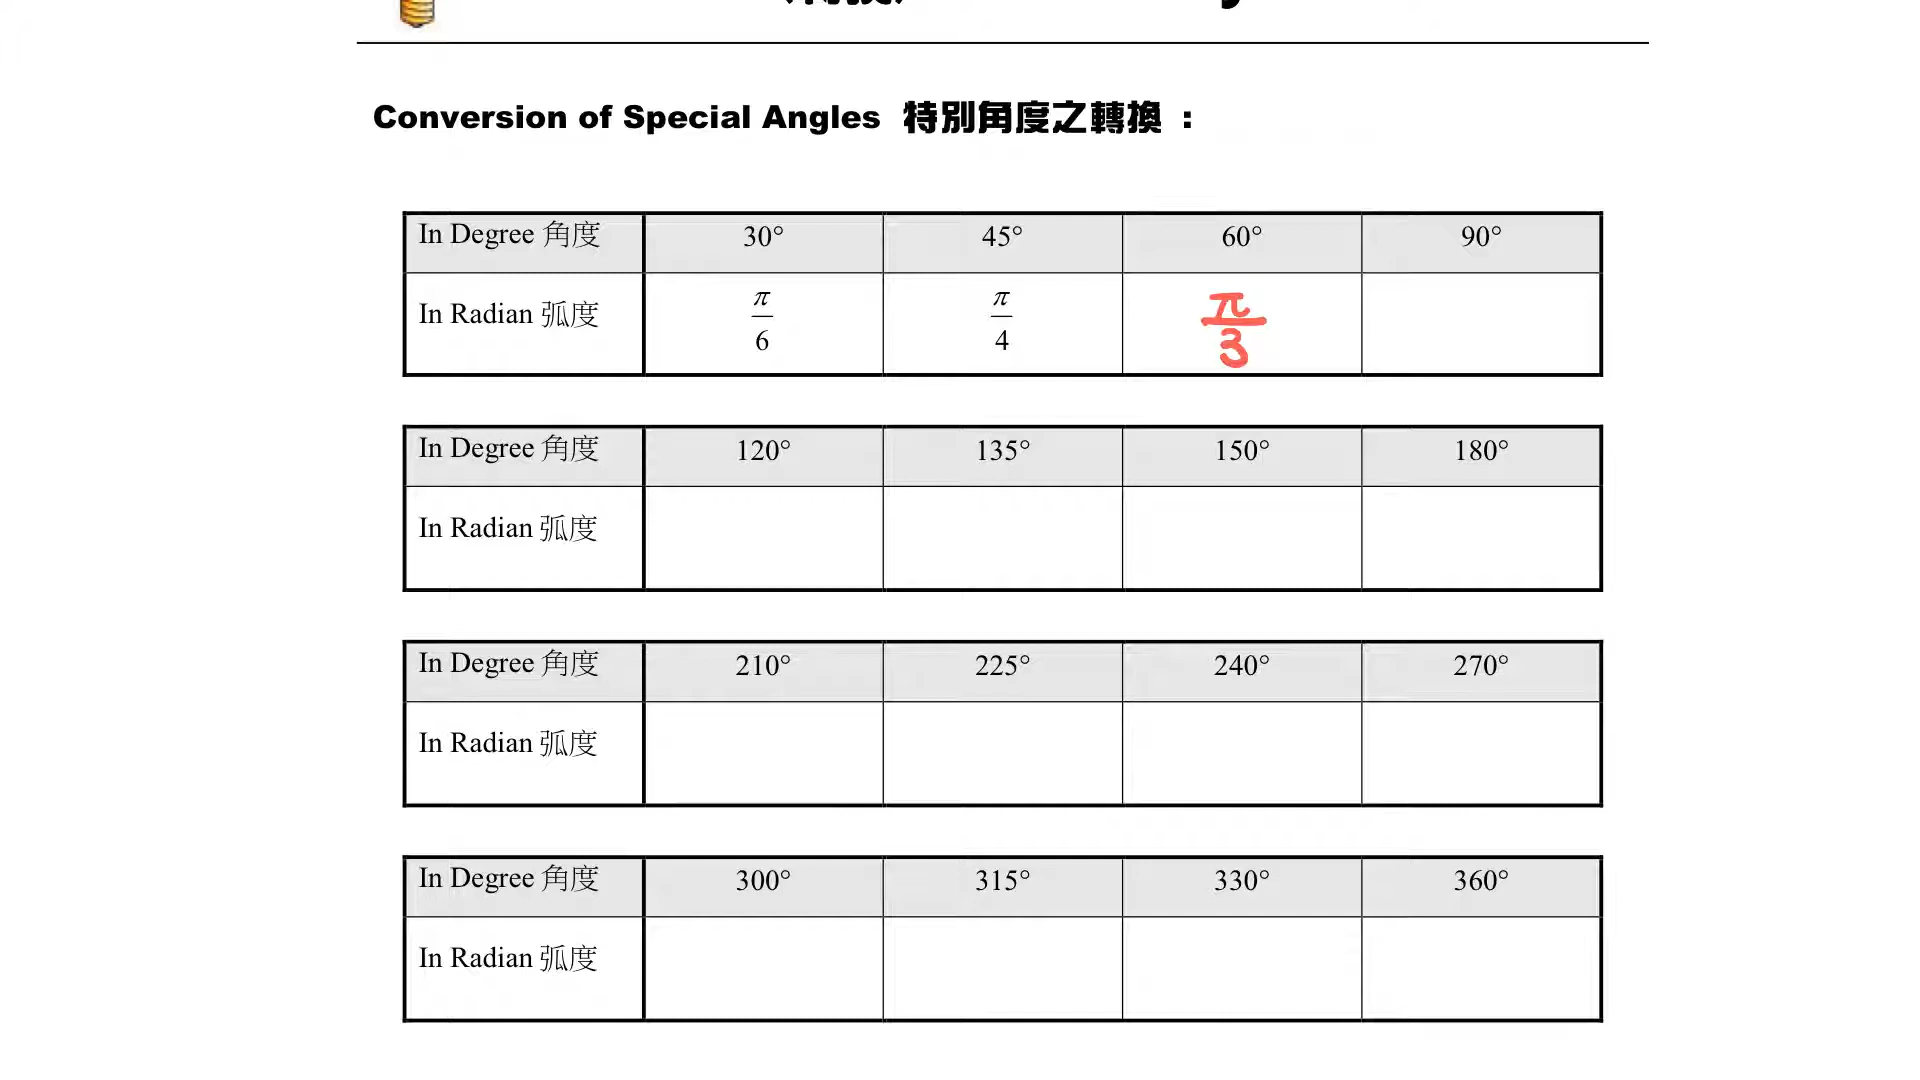 Conversion of Special Angles 特別角度之轉換 :
In Degree 角度 30° 45° 60° 90°
In Radian 弧度 π/6 π/4 π/3
In Degree 角度 120° 135° 150° 180°
In Radian 弧度
In Degree 角度 210° 225° 240° 270°
In Radian 弧度
In Degree 角度 300° 315° 330° 360°
In Radian 弧度